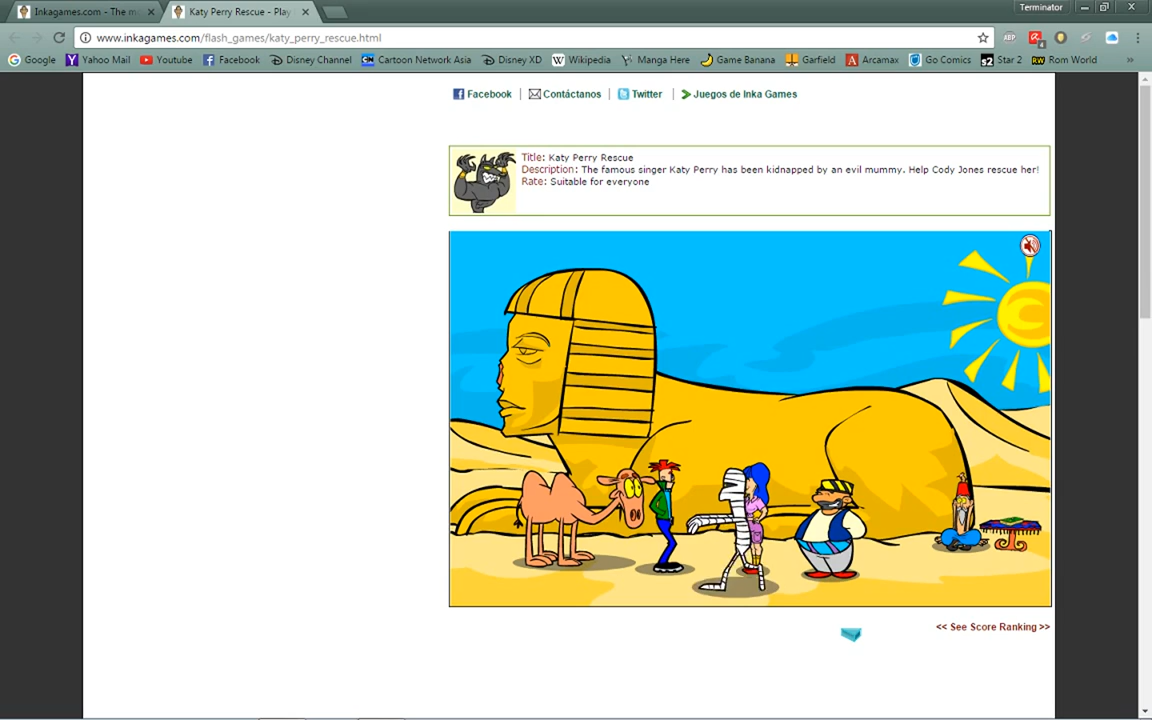 Inkagames.com - The m
Katy Perry Rescue - Play
Terminator
www.inkagames.com/flash_games/katy_perry_rescue.html
ABP
4
Google Yahoo Mail Youtube Facebook Disney Channel Cartoon Network Asia Disney XD Wikipedia Manga Here Game Banana Garfield Arcamax Go Comics Star 2 Rom World »
Facebook | Contáctanos | Twitter | Juegos de Inka Games
Title: Katy Perry Rescue
Description: The famous singer Katy Perry has been kidnapped by an evil mummy. Help Cody Jones rescue her!
Rate: Suitable for everyone
<< See Score Ranking >>